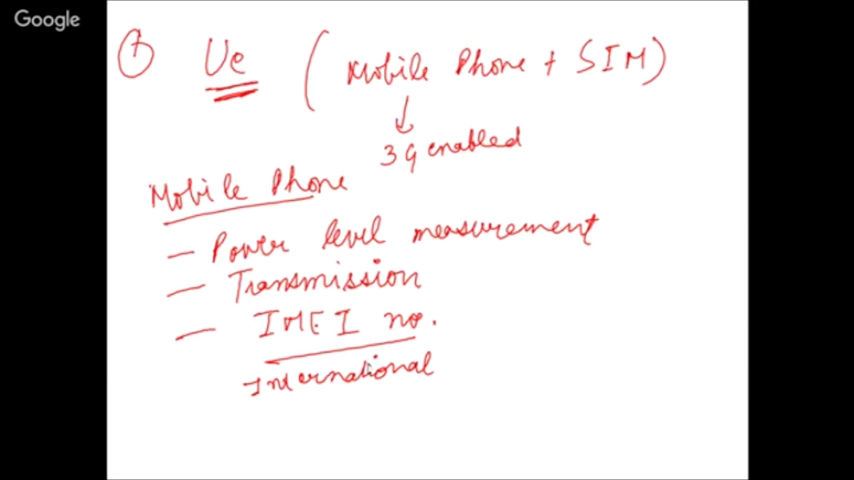 Google
① Ue (Mobile Phone + SIM)
↓
3G enabled
Mobile Phone
— Power level measurement
— Transmission
— IMEI no.
International